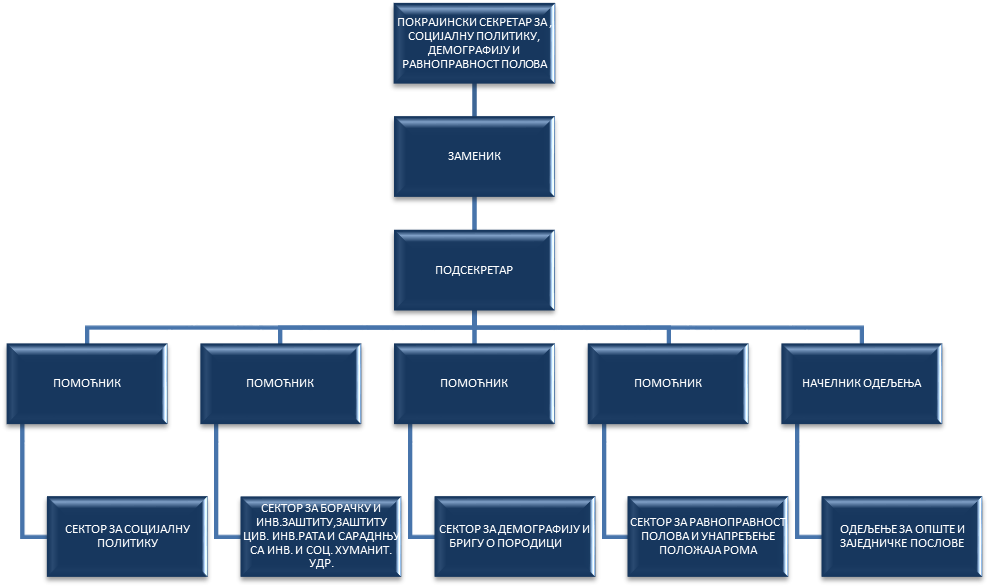 ПОКРАЈИНСКИ СЕКРЕТАР ЗА ,
СОЦИЈАЛНУ ПОЛИТИКУ,
ДЕМОГРАФИЈУ И
РАВНОПРАВНОСТ ПОЛОВА
ЗАМЕНИК
ПОДСЕКРЕТАР
ПОМОЋНИК
ПОМОЋНИК
ПОМОЋНИК
ПОМОЋНИК
НАЧЕЛНИК ОДЕЉЕЊА
СЕКТОР ЗА СОЦИЈАЛНУ
ПОЛИТИКУ
СЕКТОР ЗА БОРАЧКУ И
ИНВ.ЗАШТИТУ,ЗАШТИТУ
ЦИВ. ИНВ.РАТА И САРАДЊУ
СА ИНВ. И СОЦ. ХУМАНИТ.
УДР.
СЕКТОР ЗА ДЕМОГРАФИЈУ И
БРИГУ О ПОРОДИЦИ
СЕКТОР ЗА РАВНОПРАВНОСТ
ПОЛОВА И УНАПРЕЂЕЊЕ
ПОЛОЖАЈА РОМА
ОДЕЉЕЊЕ ЗА ОПШТЕ И
ЗАЈЕДНИЧКЕ ПОСЛОВЕ